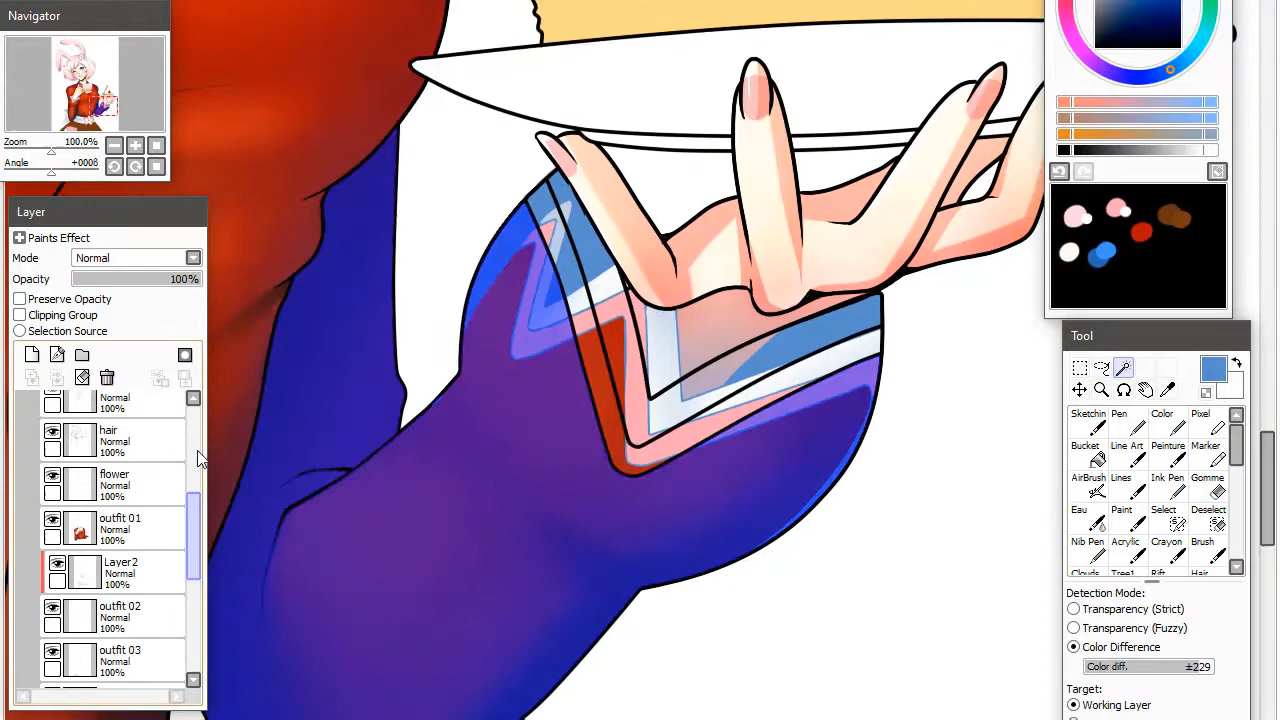 Navigator
Zoom 100.0%
Angle +000ß
Layer
Paints Effect
Mode Normal
Opacity 100%
Preserve Opacity
Clipping Group
Selection Source
Normal
100%
hair
Normal
100%
flower
Normal
100%
outfit 01
Normal
100%
Layer2
Normal
100%
outfit 02
Normal
100%
outfit 03
Normal
100%
Tool
Sketchin Pen Color Pixel
Bucket Line Art Peinture Marker
AirBrush Lines Ink Pen Gomme
Eau Paint Select Deselect
Nib Pen Acrylic Crayon Brush
Clouds Tree1 Rift Hair
Detection Mode:
Transparency (Strict)
Transparency (Fuzzy)
Color Difference
Color diff. ±229
Target:
Working Layer